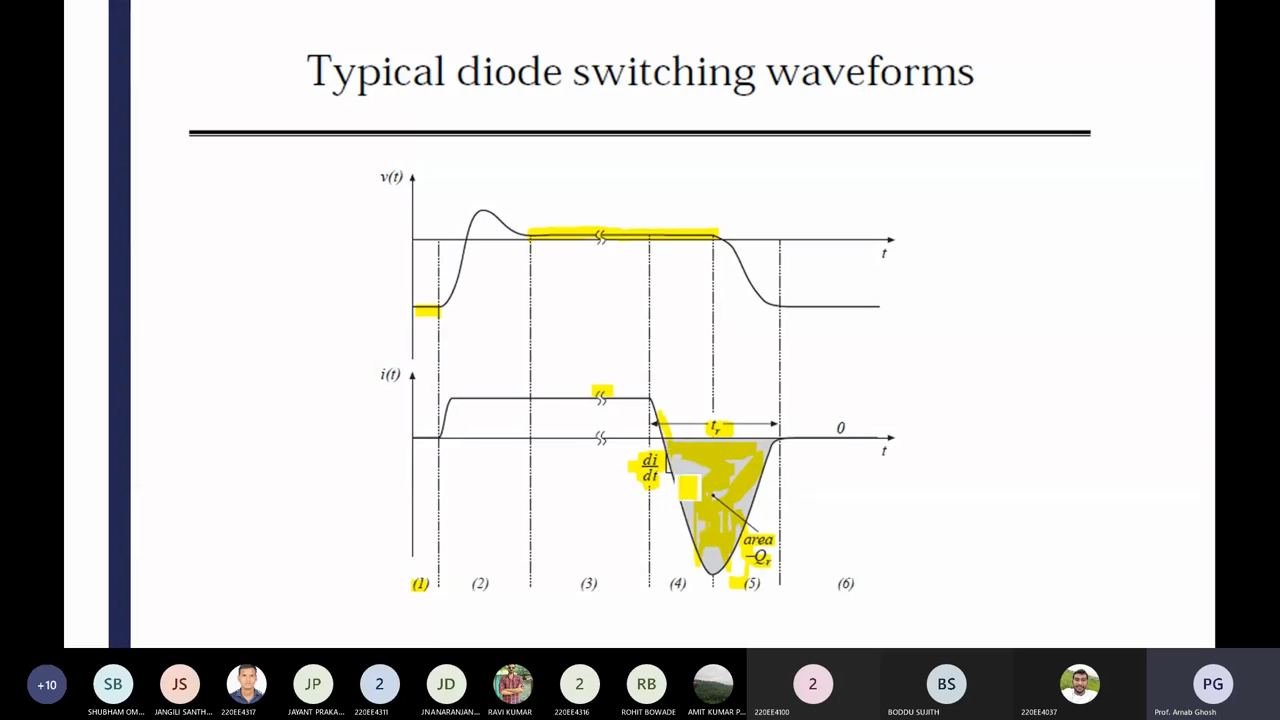 Typical diode switching waveforms
v(t)
t
i(t)
t_r
0
t
di
dt
area
–Q_r
(1)
(2)
(3)
(4)
(5)
(6)
+10
SB
JS
JP
2
JD
2
RB
2
BS
PG
SHUBHAM OM...
JANGILI SANTH...
220EE4317
JAYANT PRAKA...
220EE4311
JNANARANJAN...
RAVI KUMAR
220EE4316
ROHIT BOWADE
AMIT KUMAR P...
220EE4100
BODDU SUJITH
220EE4037
Prof. Arnab Ghosh